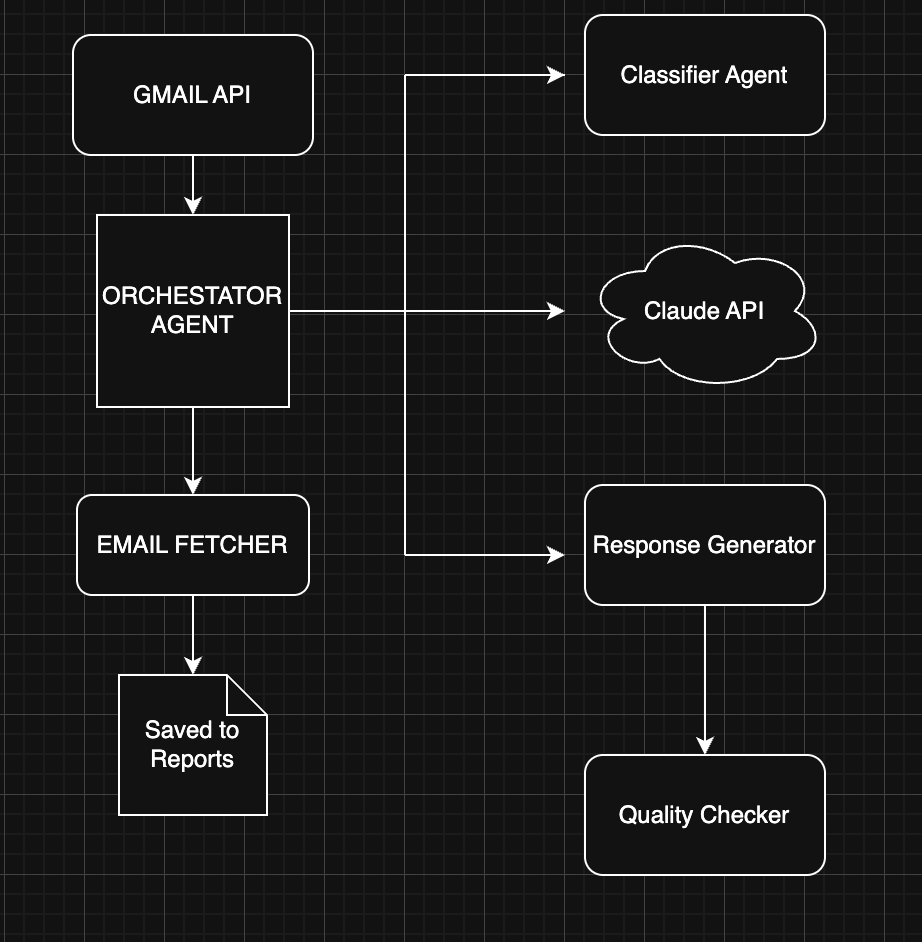 GMAIL API
ORCHESTATOR
AGENT
EMAIL FETCHER
Saved to
Reports
Classifier Agent
Claude API
Response Generator
Quality Checker